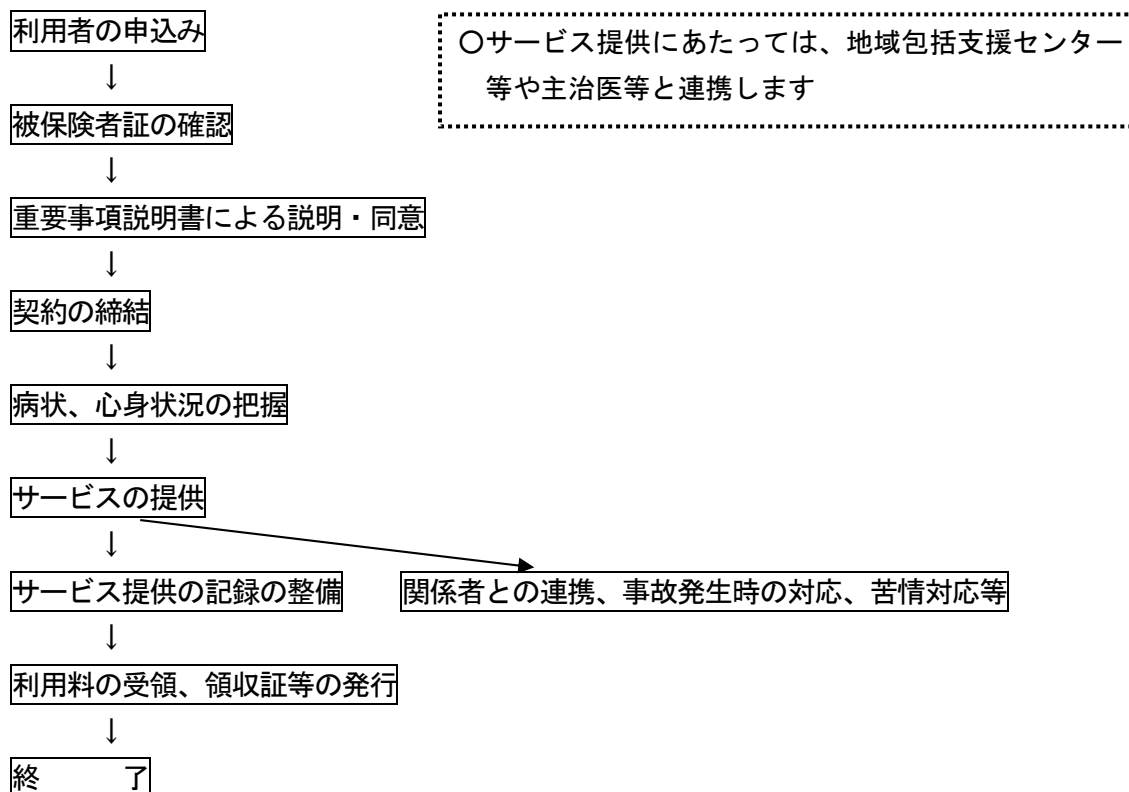 利用者の申込み
〇サービス提供にあたっては、地域包括支援センター
等や主治医等と連携します
↓
被保険者証の確認
↓
重要事項説明書による説明・同意
↓
契約の締結
↓
病状、心身状況の把握
↓
サービスの提供
↓
サービス提供の記録の整備
関係者との連携、事故発生時の対応、苦情対応等
↓
利用料の受領、領収証等の発行
↓
終　　　了